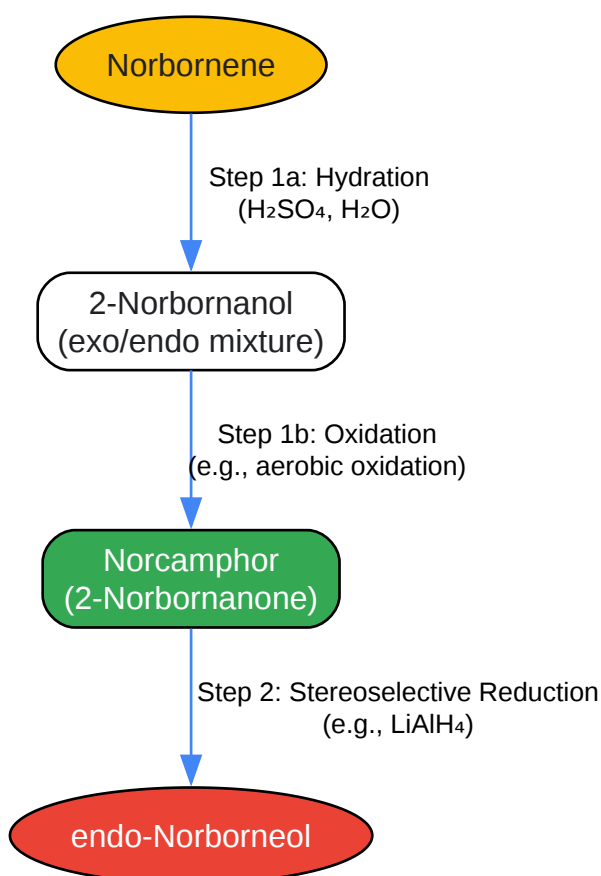 Norbornene
Step 1a: Hydration
(H₂SO₄, H₂O)
2-Norbornanol
(exo/endo mixture)
Step 1b: Oxidation
(e.g., aerobic oxidation)
Norcamphor
(2-Norbornanone)
Step 2: Stereoselective Reduction
(e.g., LiAlH₄)
endo-Norborneol